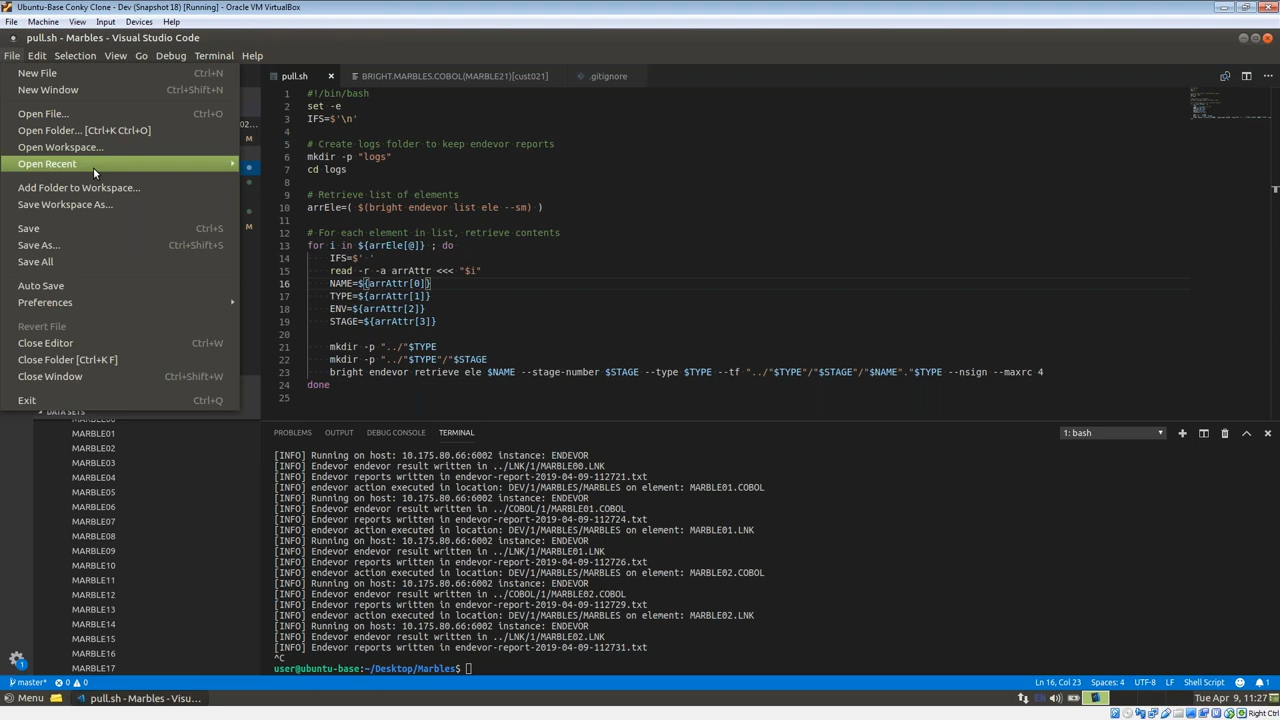 Ubuntu-Base Conky Clone - Dev (Snapshot 18) [Running] - Oracle VM VirtualBox
File Machine View Input Devices Help
pull.sh - Marbles - Visual Studio Code
File Edit Selection View Go Debug Terminal Help
New File Ctrl+N
New Window Ctrl+Shift+N
Open File... Ctrl+O
Open Folder... [Ctrl+K Ctrl+O]
Open Workspace...
Open Recent
Add Folder to Workspace...
Save Workspace As...
Save Ctrl+S
Save As... Ctrl+Shift+S
Save All
Auto Save
Preferences
Revert File
Close Editor Ctrl+W
Close Folder [Ctrl+K F]
Close Window Ctrl+Shift+W
Exit Ctrl+Q
02...
M
M
DATA SETS
MARBLE01
MARBLE02
MARBLE03
MARBLE04
MARBLE05
MARBLE06
MARBLE07
MARBLE08
MARBLE09
MARBLE10
MARBLE11
MARBLE12
MARBLE13
MARBLE14
MARBLE15
MARBLE16
MARBLE17
pull.sh BRIGHT.MARBLES.COBOL(MARBLE21)[cust021] .gitignore
1 #!/bin/bash
2 set -e
3 IFS=$'\n'
4
5 # Create logs folder to keep endevor reports
6 mkdir -p "logs"
7 cd logs
8
9 # Retrieve list of elements
10 arrEle=( $(bright endevor list ele --sm) )
11
12 # For each element in list, retrieve contents
13 for i in ${arrEle[@]} ; do
14 IFS=$' '
15 read -r -a arrAttr <<< "$i"
16 NAME=${arrAttr[0]}
17 TYPE=${arrAttr[1]}
18 ENV=${arrAttr[2]}
19 STAGE=${arrAttr[3]}
20
21 mkdir -p "../"$TYPE
22 mkdir -p "../"$TYPE"/"$STAGE
23 bright endevor retrieve ele $NAME --stage-number $STAGE --type $TYPE --tf "../"$TYPE"/"$STAGE"/"$NAME"."$TYPE --nsign --maxrc 4
24 done
25
PROBLEMS OUTPUT DEBUG CONSOLE TERMINAL 1: bash
[INFO] Running on host: 10.175.80.66:6002 instance: ENDEVOR
[INFO] Endevor endevor result written in ../LNK/1/MARBLE00.LNK
[INFO] Endevor reports written in endevor-report-2019-04-09-112721.txt
[INFO] endevor action executed in location: DEV/1/MARBLES/MARBLES on element: MARBLE01.COBOL
[INFO] Running on host: 10.175.80.66:6002 instance: ENDEVOR
[INFO] Endevor endevor result written in ../COBOL/1/MARBLE01.COBOL
[INFO] Endevor reports written in endevor-report-2019-04-09-112724.txt
[INFO] endevor action executed in location: DEV/1/MARBLES/MARBLES on element: MARBLE01.LNK
[INFO] Running on host: 10.175.80.66:6002 instance: ENDEVOR
[INFO] Endevor endevor result written in ../LNK/1/MARBLE01.LNK
[INFO] Endevor reports written in endevor-report-2019-04-09-112726.txt
[INFO] endevor action executed in location: DEV/1/MARBLES/MARBLES on element: MARBLE02.COBOL
[INFO] Running on host: 10.175.80.66:6002 instance: ENDEVOR
[INFO] Endevor endevor result written in ../COBOL/1/MARBLE02.COBOL
[INFO] Endevor reports written in endevor-report-2019-04-09-112729.txt
[INFO] endevor action executed in location: DEV/1/MARBLES/MARBLES on element: MARBLE02.LNK
[INFO] Running on host: 10.175.80.66:6002 instance: ENDEVOR
[INFO] Endevor endevor result written in ../LNK/1/MARBLE02.LNK
[INFO] Endevor reports written in endevor-report-2019-04-09-112731.txt
^C
user@ubuntu-base:~/Desktop/Marbles$
1
master* 0 0 Ln 16, Col 23 Spaces: 4 UTF-8 LF Shell Script 1
Menu pull.sh - Marbles - Visu... EN Tue Apr 9, 11:27
Right Ctrl